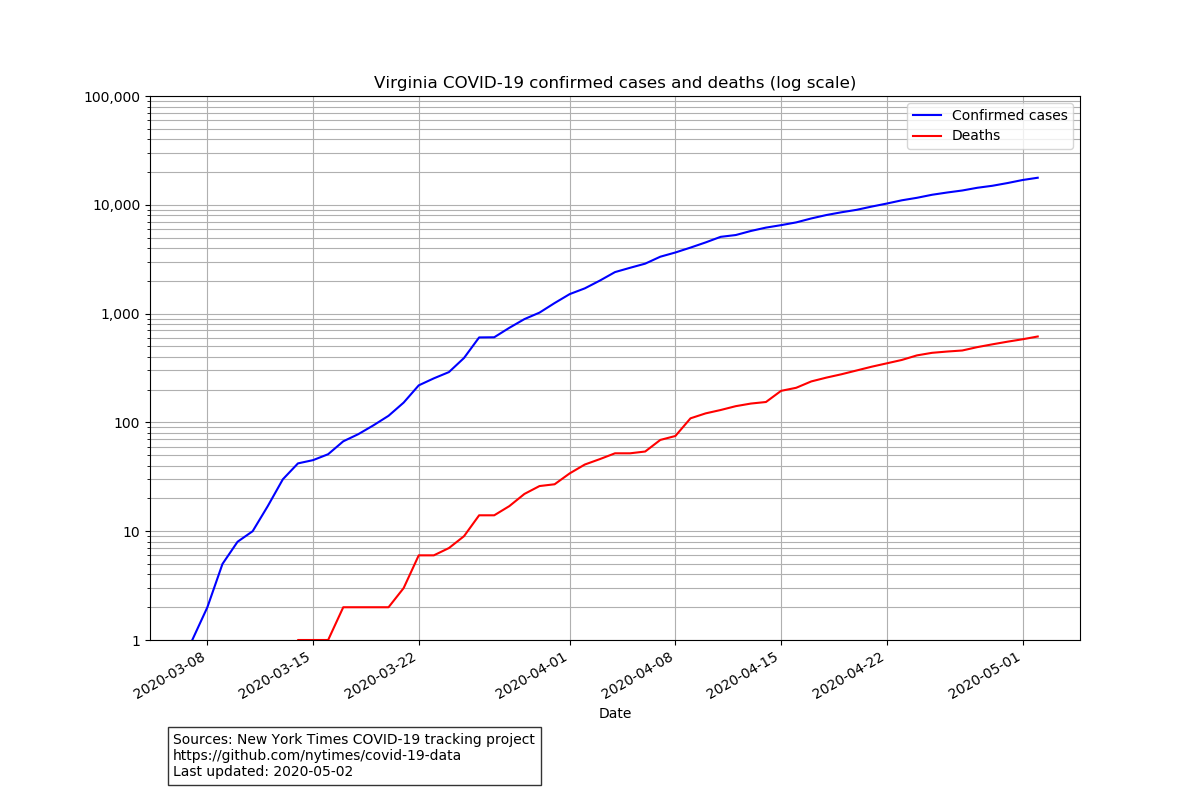 Virginia COVID-19 confirmed cases and deaths (log scale)
100,000
10,000
1,000
100
10
1
Confirmed cases
Deaths
2020-03-08
2020-03-15
2020-03-22
2020-04-01
2020-04-08
2020-04-15
2020-04-22
2020-05-01
Date
Sources: New York Times COVID-19 tracking project
https://github.com/nytimes/covid-19-data
Last updated: 2020-05-02